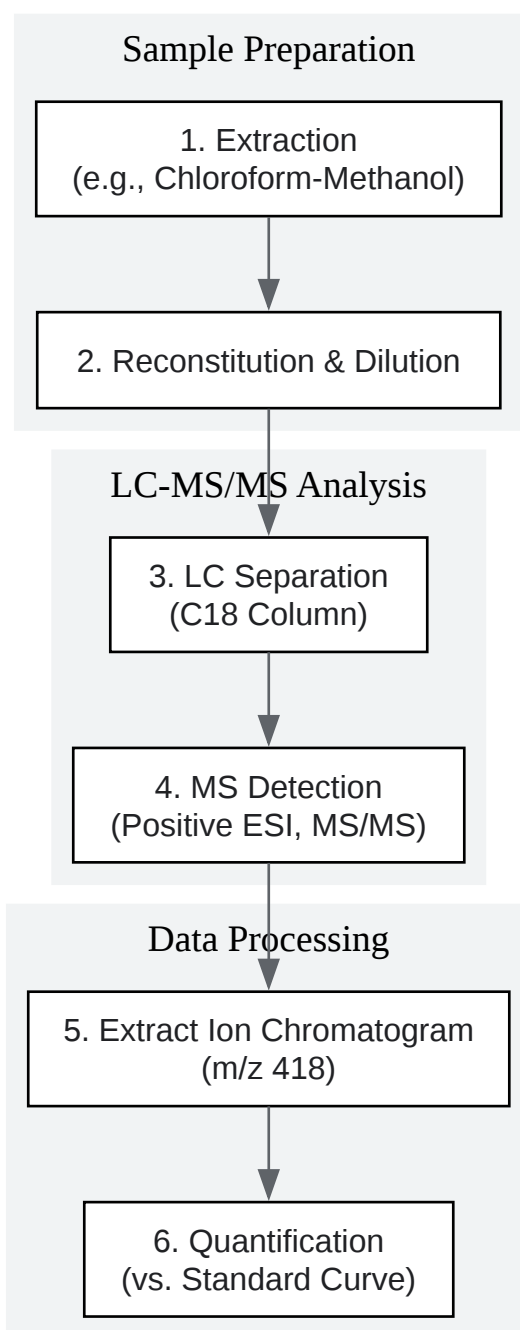 Sample Preparation
1. Extraction
(e.g., Chloroform-Methanol)
2. Reconstitution & Dilution
LC-MS/MS Analysis
3. LC Separation
(C18 Column)
4. MS Detection
(Positive ESI, MS/MS)
Data Processing
5. Extract Ion Chromatogram
(m/z 418)
6. Quantification
(vs. Standard Curve)